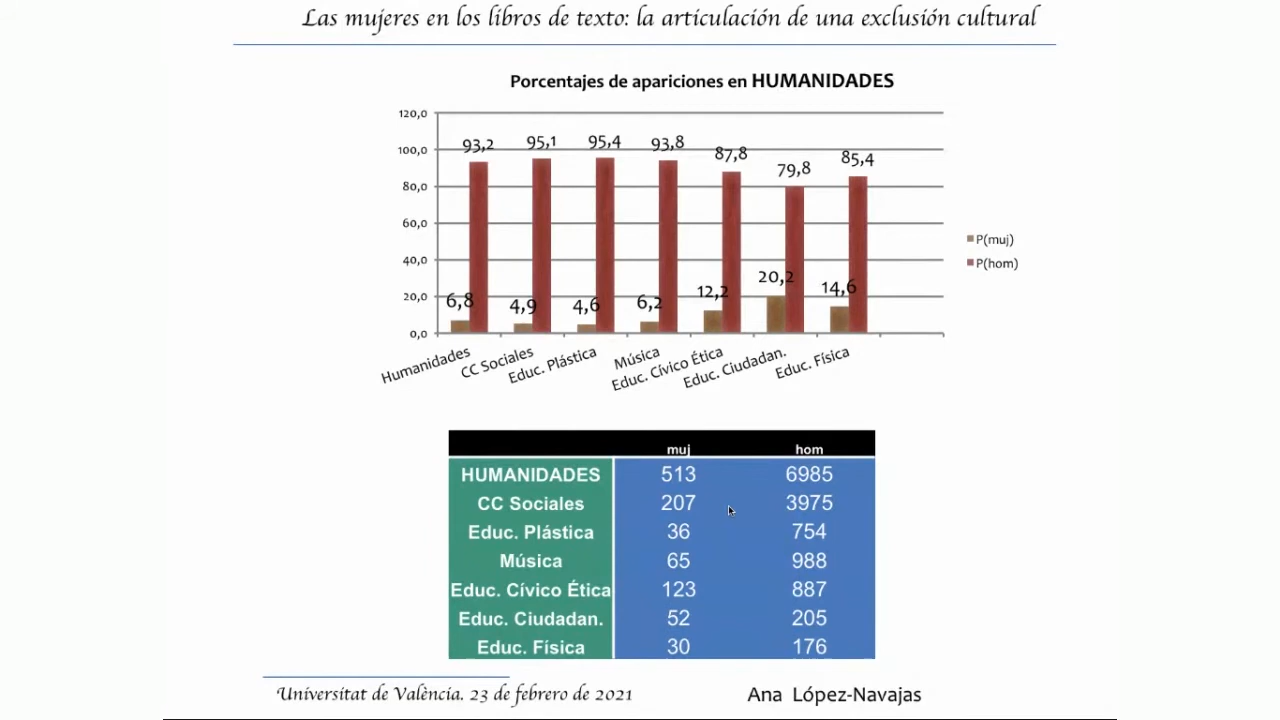 Las mujeres en los libros de texto: la articulación de una exclusión cultural
Porcentajes de apariciones en HUMANIDADES
120,0
100,0
80,0
60,0
40,0
20,0
0,0
93,2
95,1
95,4
93,8
87,8
79,8
85,4
6,8
4,9
4,6
6,2
12,2
20,2
14,6
Humanidades
CC Sociales
Educ. Plástica
Música
Educ. Cívico Ética
Educ. Ciudadan.
Educ. Física
P(muj)
P(hom)
muj hom
HUMANIDADES 513 6985
CC Sociales 207 3975
Educ. Plástica 36 754
Música 65 988
Educ. Cívico Ética 123 887
Educ. Ciudadan. 52 205
Educ. Física 30 176
Universitat de València. 23 de febrero de 2021
Ana López-Navajas